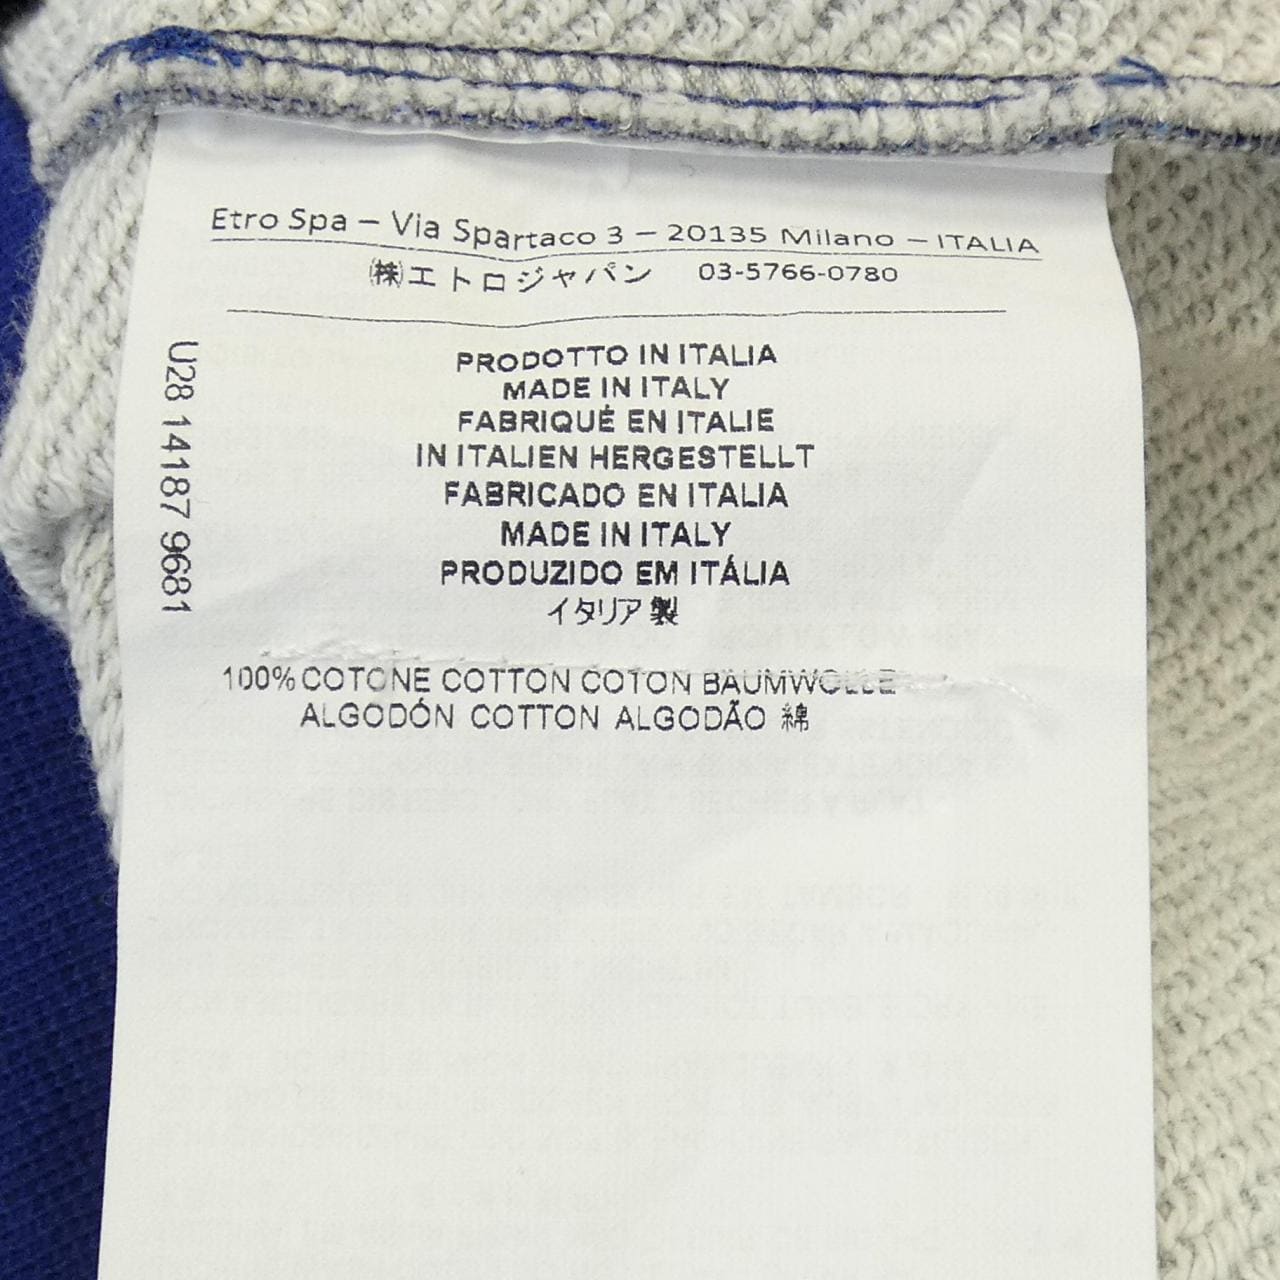 Etro Spa – Via Spartaco 3 – 20135 Milano – ITALIA
㈱エトロジャパン 03-5766-0780
U28 14187 9681
PRODOTTO IN ITALIA
MADE IN ITALY
FABRIQUÉ EN ITALIE
IN ITALIEN HERGESTELLT
FABRICADO EN ITALIA
MADE IN ITALY
PRODUZIDO EM ITÁLIA
イタリア製
100% COTONE COTTON COTON BAUMWOLLE
ALGODÓN COTTON ALGODÃO 綿